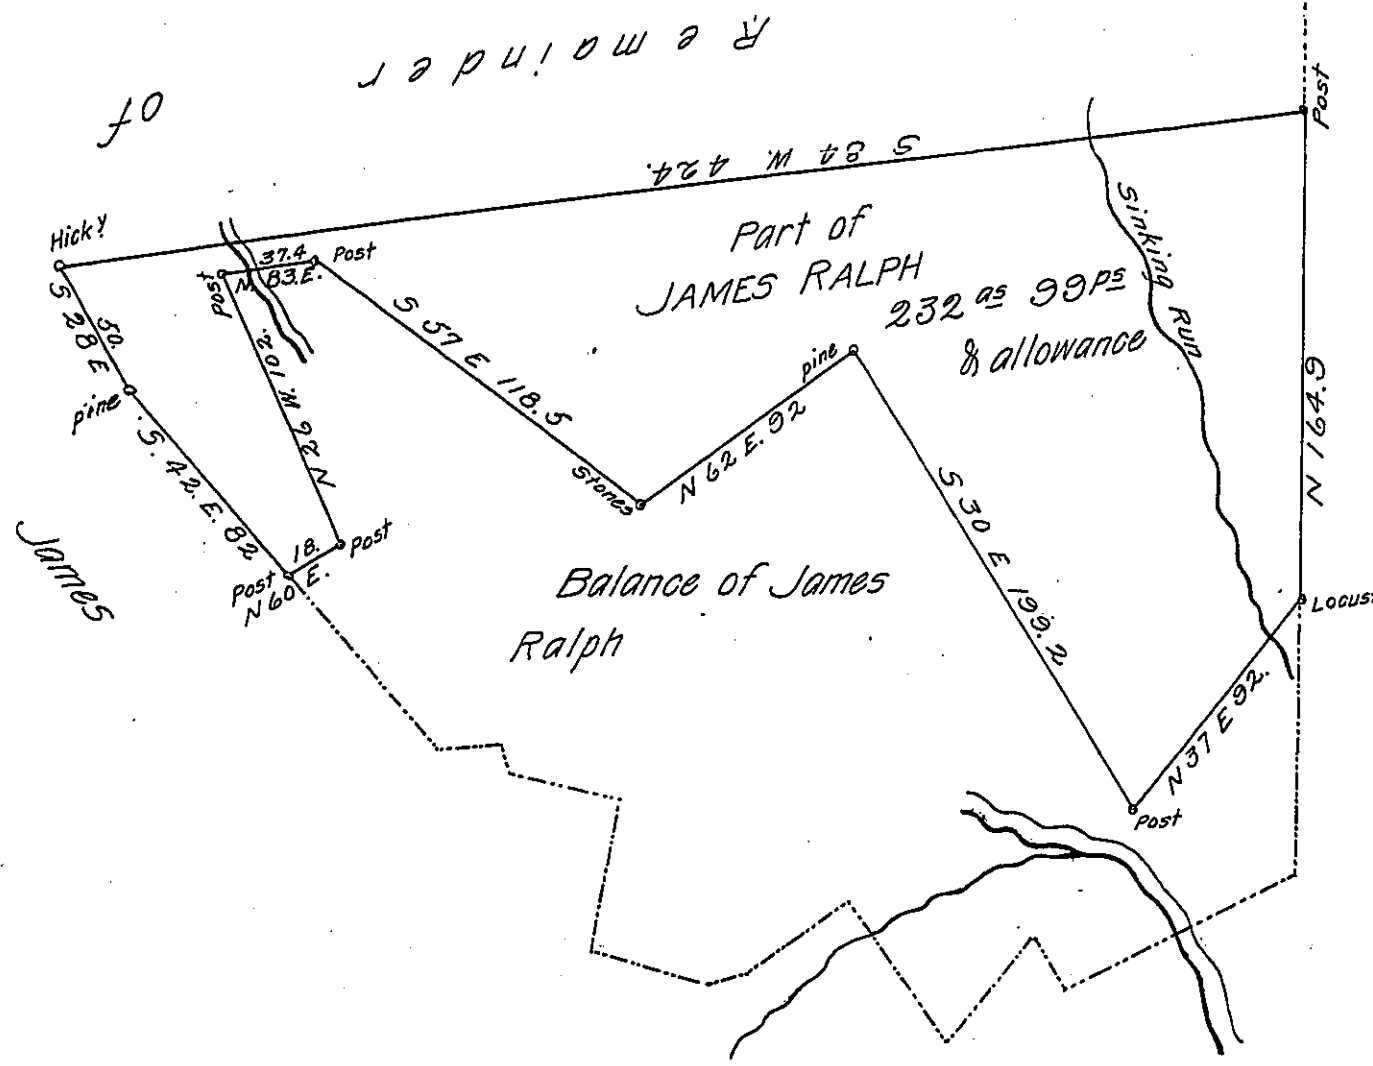 Remainder
of
James
S 84 W. 424.
Post
Hicky
S 28 E
50.
pine
S. 42. E. 82
Post
N 60 E.
18.
Post
N 26 W. 102.
Post
37.4
N. 83. E.
Post
S 57 E 118.5
Stones
N 62 E. 92
pine
S 30 E 199.2
Post
N 37 E 92.
Locust
N 164.9
Sinking Run
Part of
JAMES RALPH
232 as 99 ps
& allowance
Balance of James
Ralph